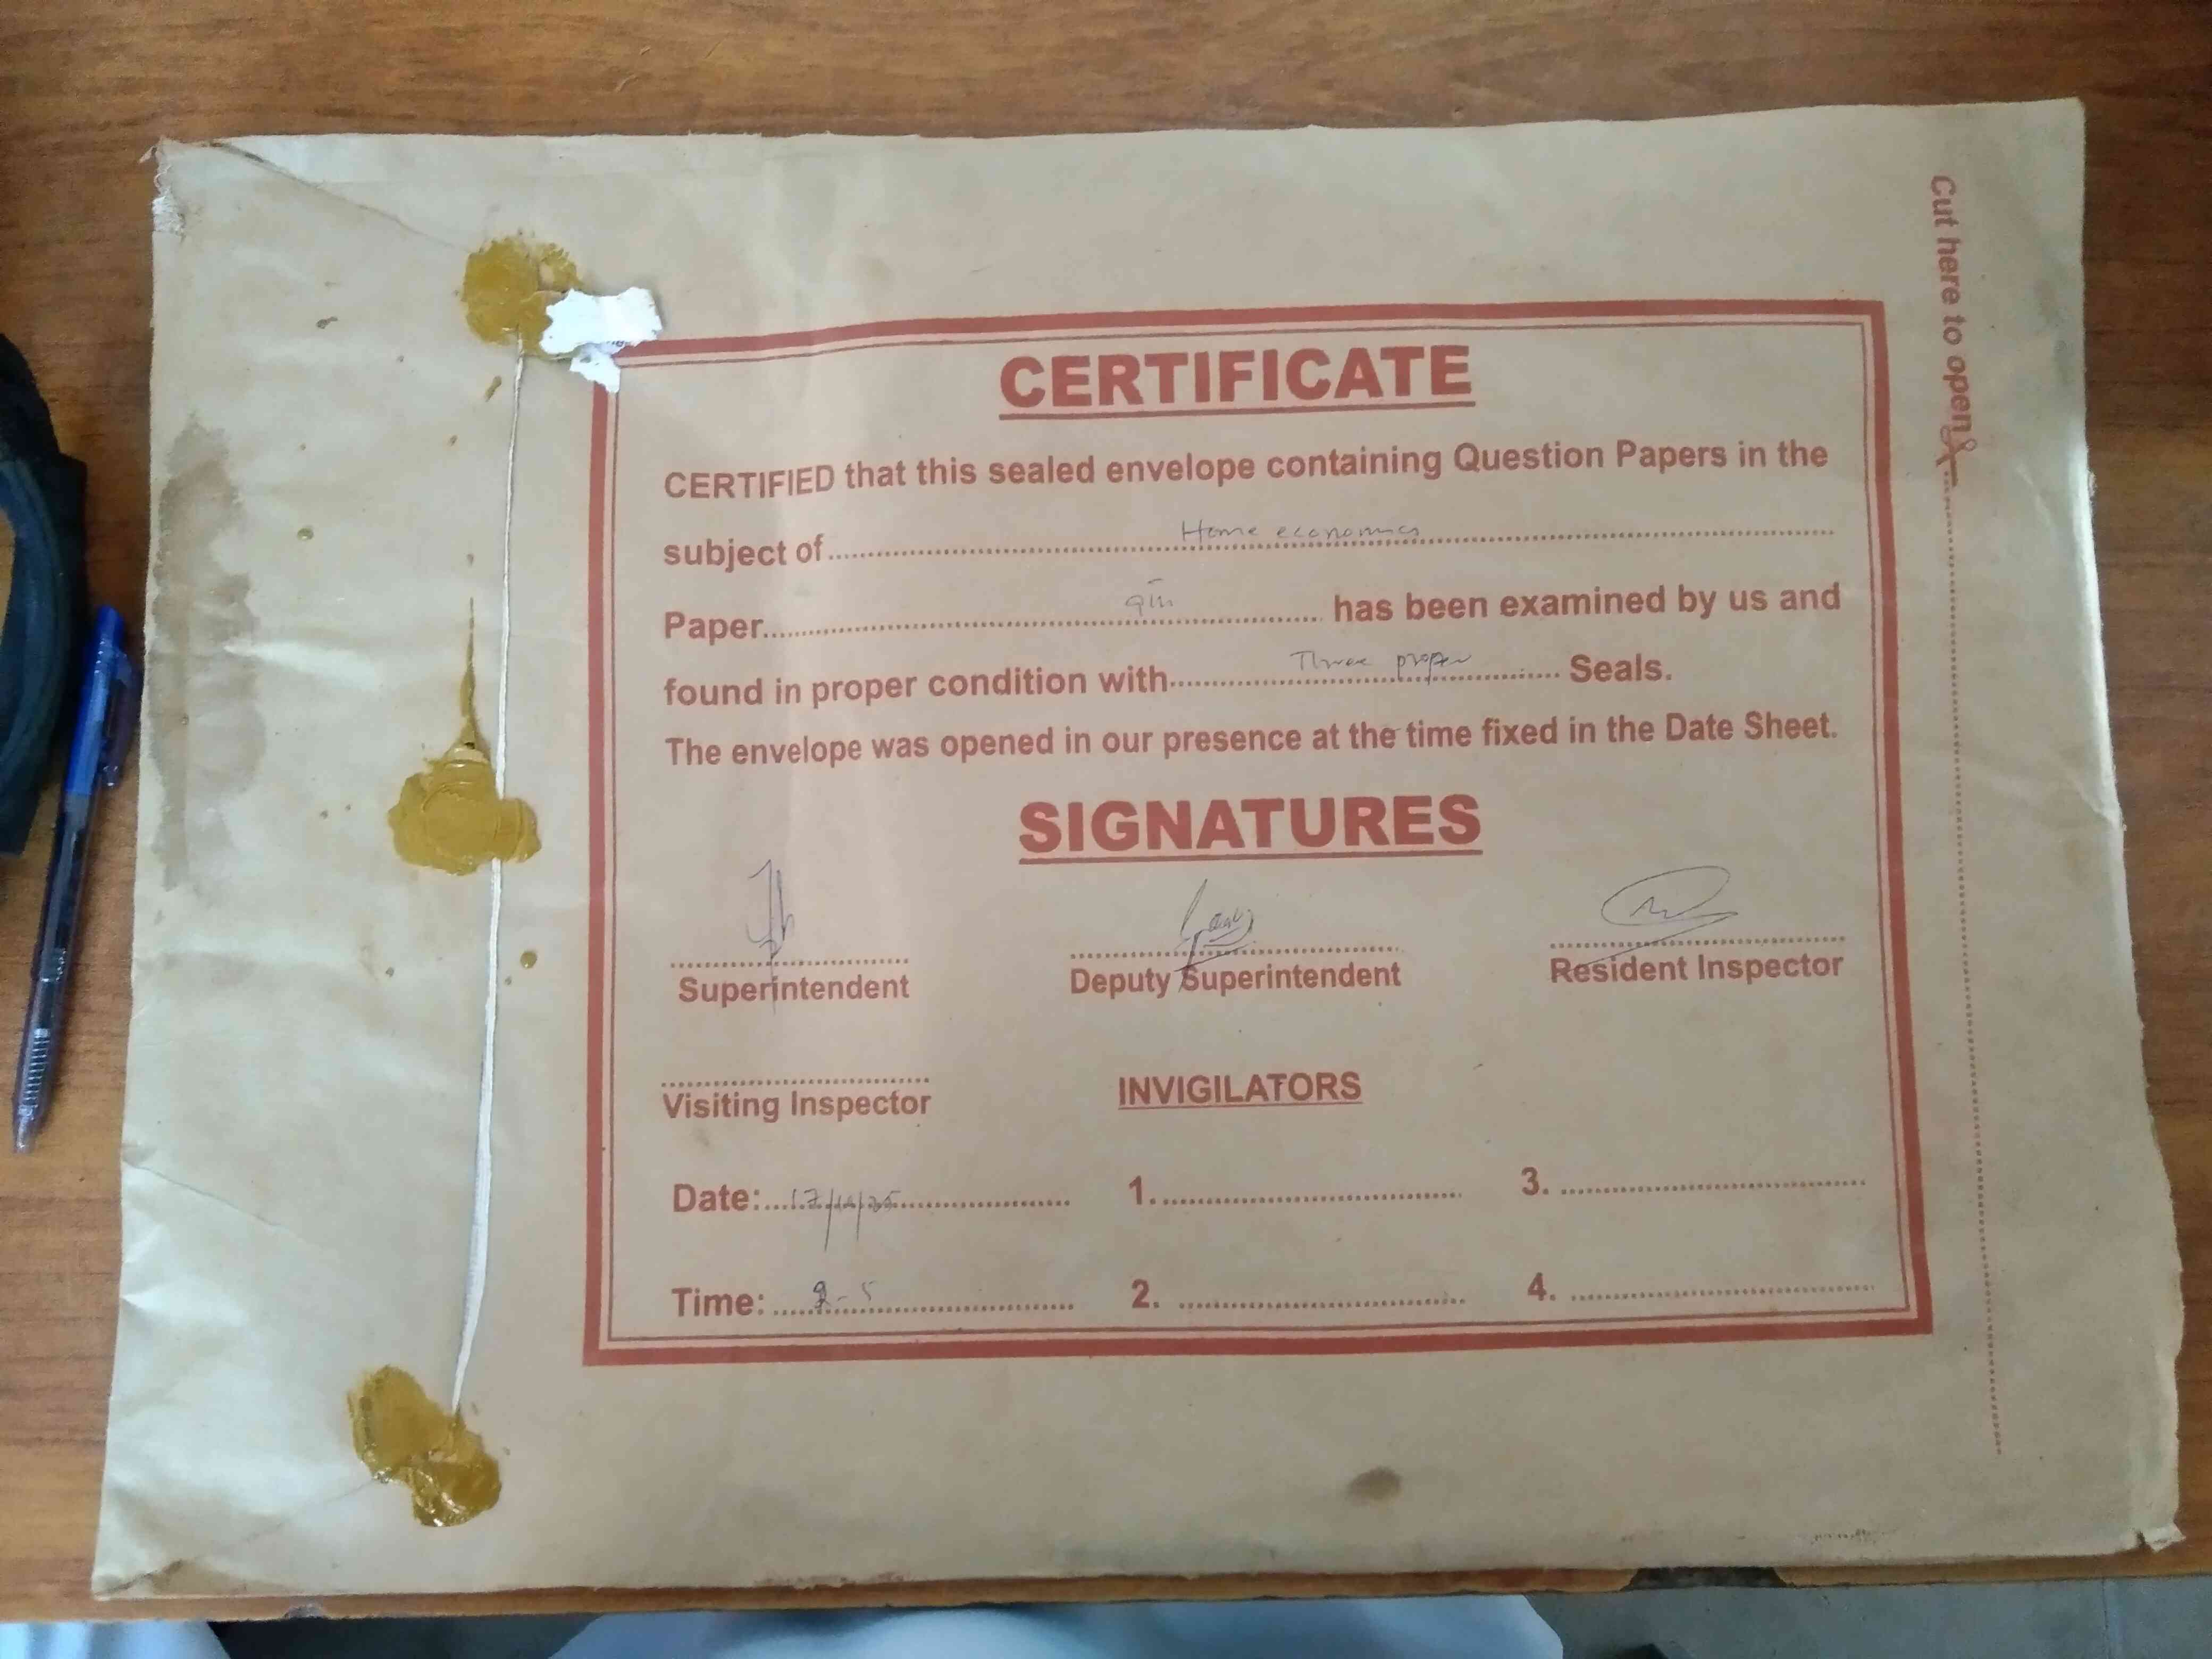 Cut here to open
CERTIFICATE
CERTIFIED that this sealed envelope containing Question Papers in the
subject of Home economics
Paper has been examined by us and
found in proper condition with Three proper Seals.
The envelope was opened in our presence at the time fixed in the Date Sheet.
SIGNATURES
Superintendent Deputy Superintendent Resident Inspector
Visiting Inspector INVIGILATORS
Date: 1. 3.
Time: 2-5 2. 4.